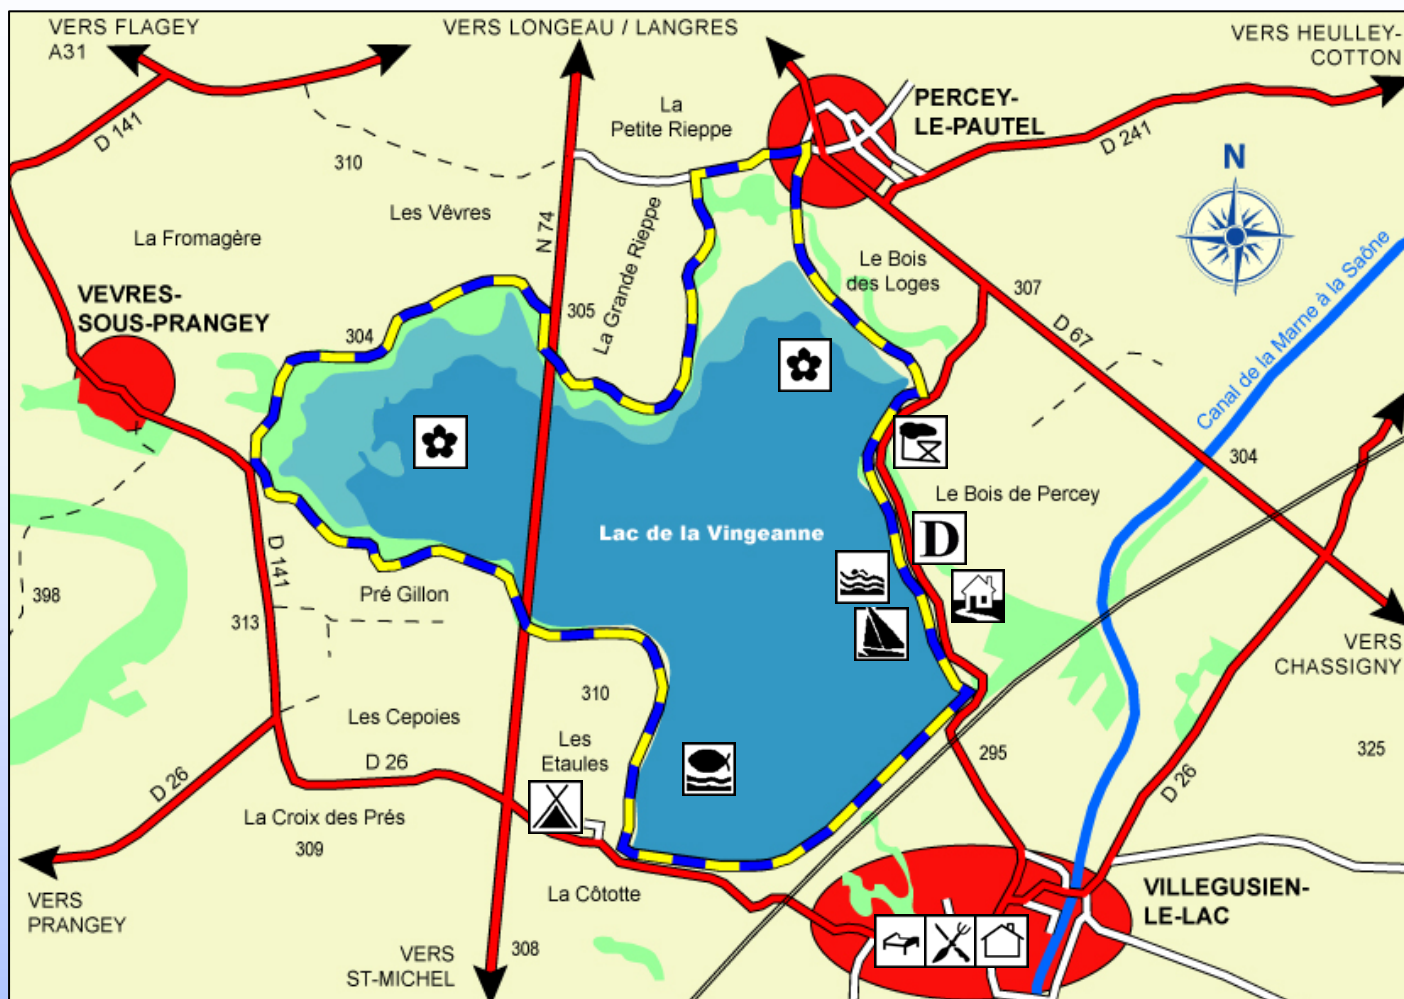 VERS FLAGEY
A31
VERS LONGEAU / LANGRES
VERS HEULLEY-
COTTON
PERCEY-
LE-PAUTEL
La
Petite Rieppe
D 141
310
D 241
N
Les Vêvres
N 74
La Grande Rieppe
La Fromagère
Le Bois
des Loges
Canal de la Marne à la Saône
VEVRES-
SOUS-PRANGEY
304
305
307
D 67
304
Le Bois de Percey
Lac de la Vingeanne
D
D 141
398
Pré Gillon
313
VERS
CHASSIGNY
310
Les Cepoies
Les
Etaules
295
325
D 26
D 26
D 26
La Croix des Prés
309
La Côtotte
VILLEGUSIEN-
LE-LAC
VERS
PRANGEY
VERS
ST-MICHEL
308